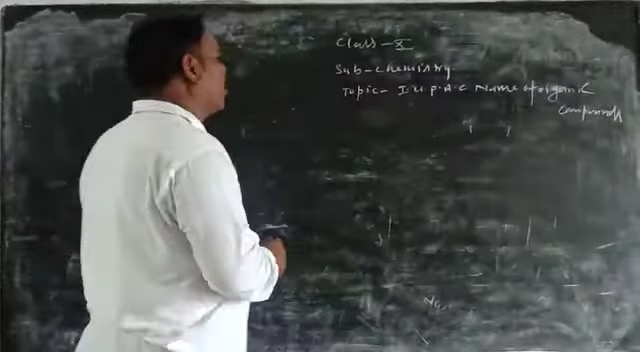 Class - X
Sub - Chemistry
Topic - I.U.P.A.C Name of organic
compounds